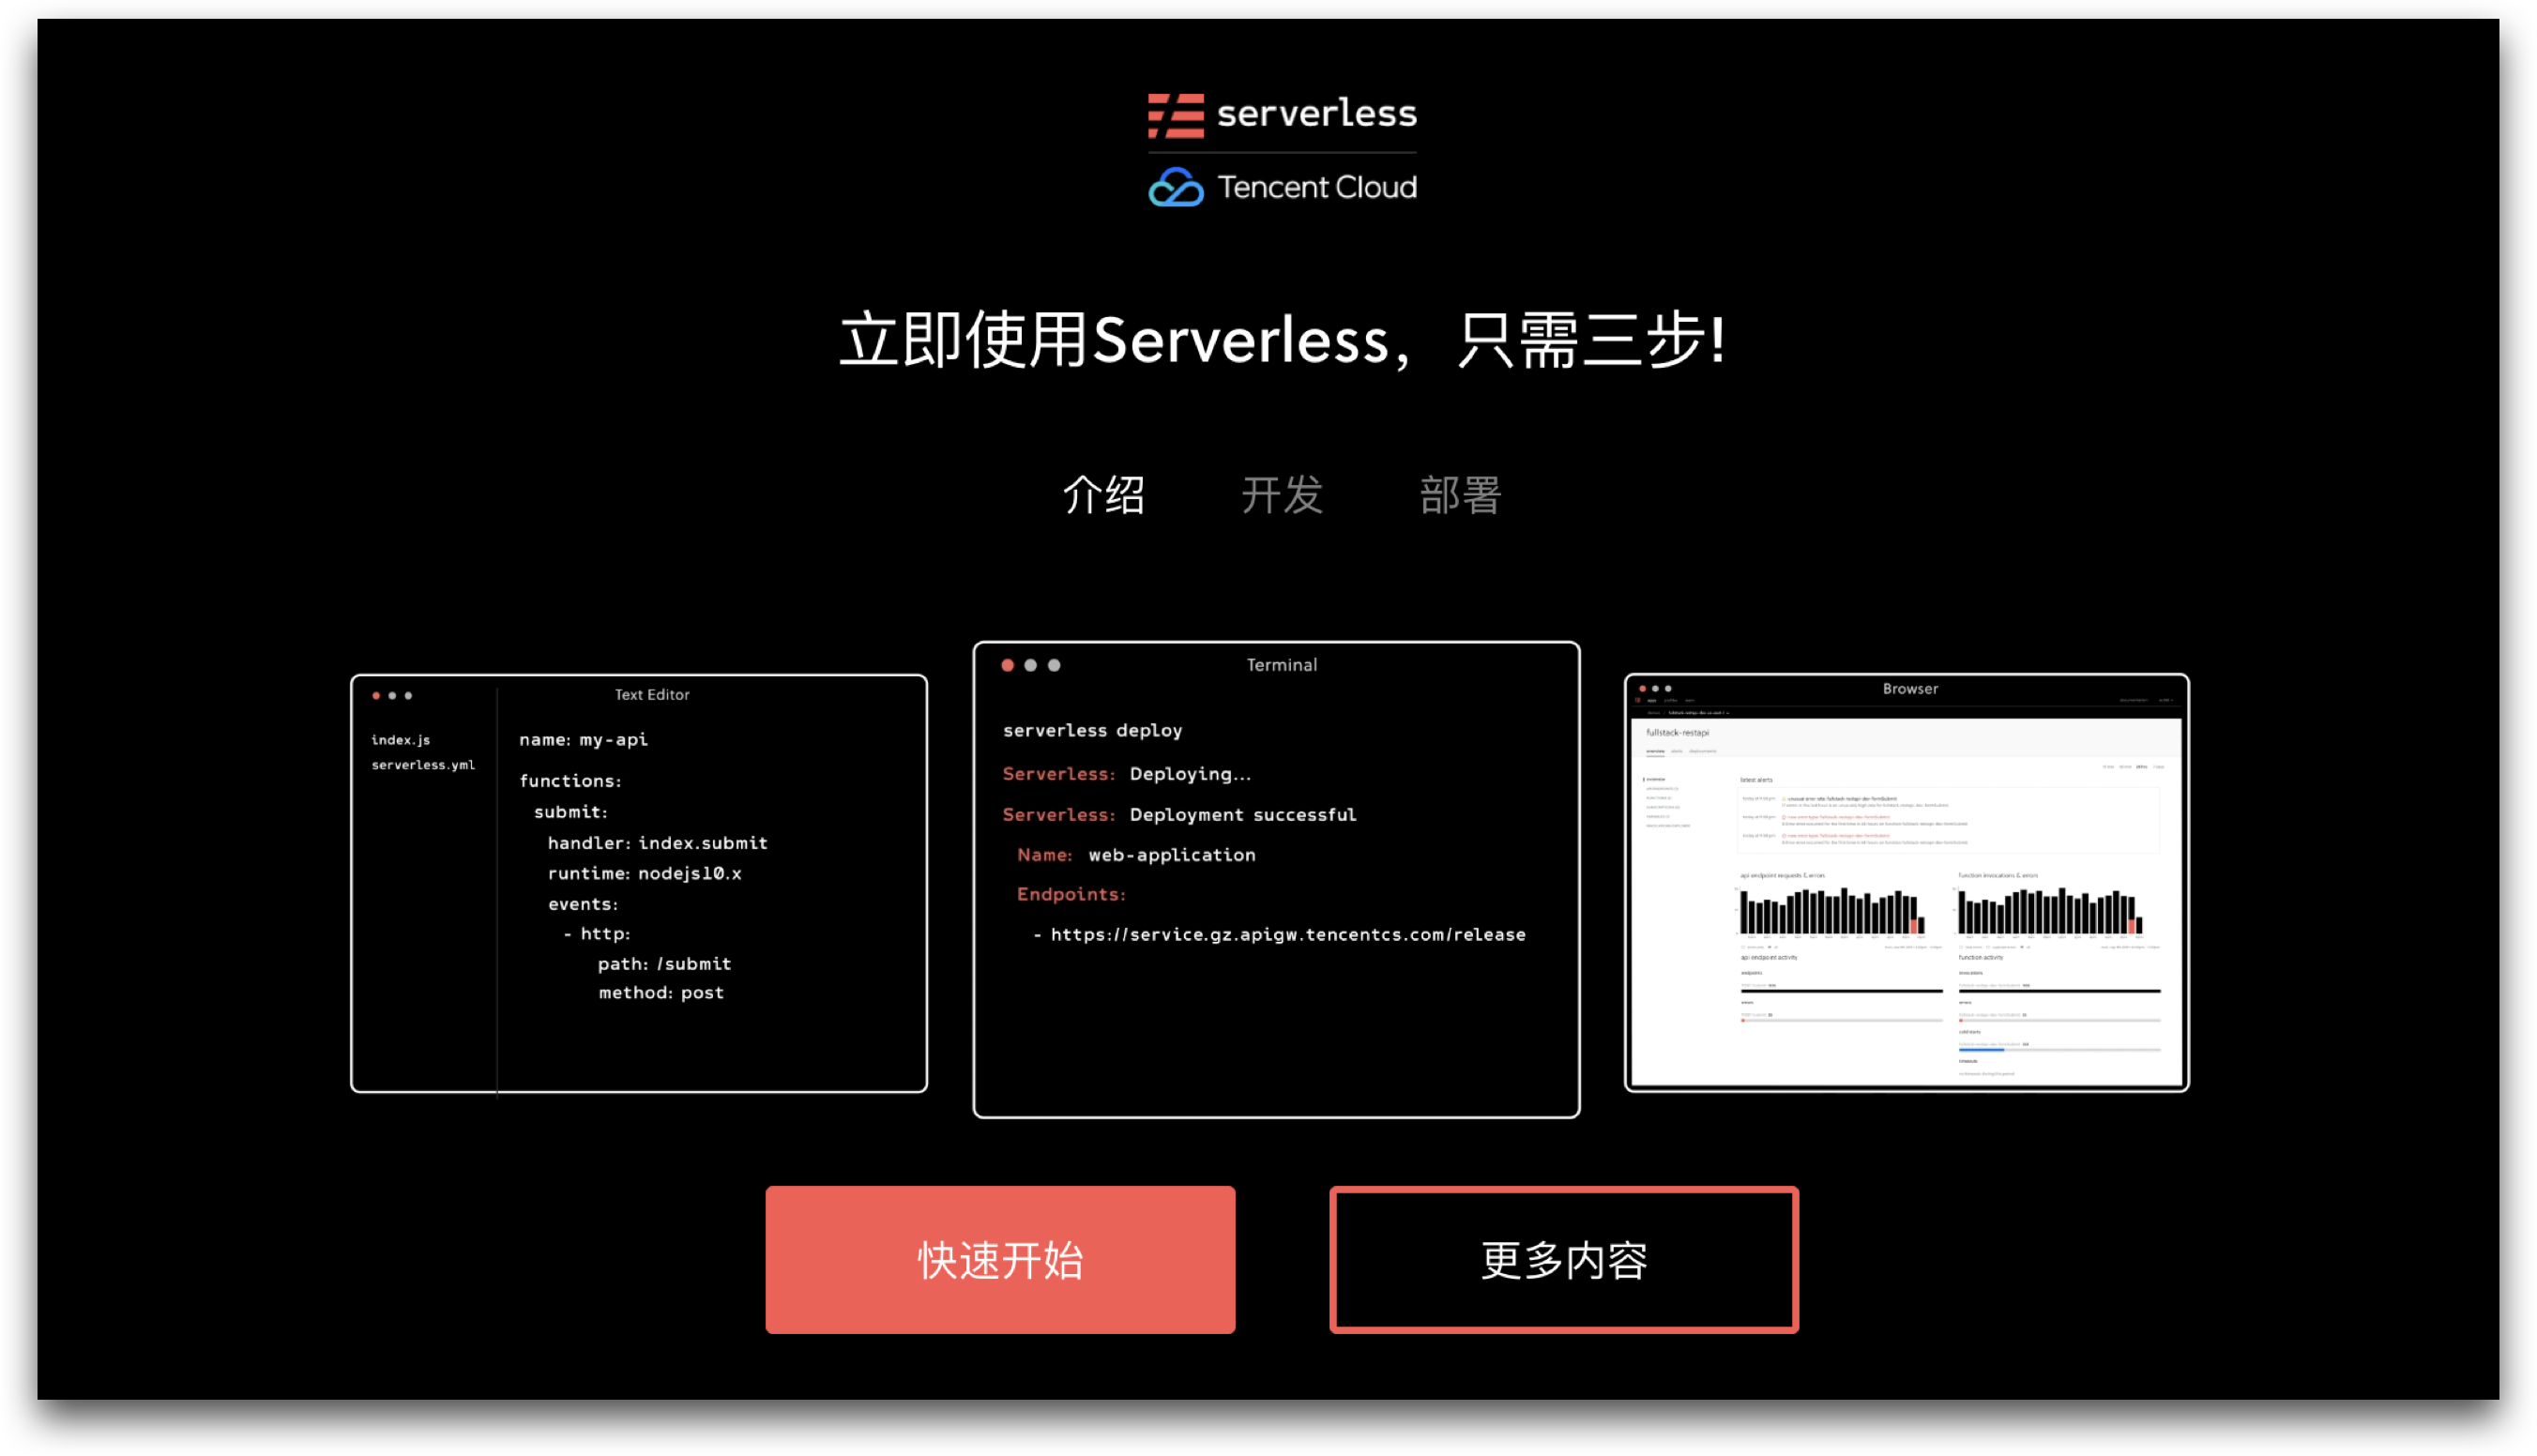 serverless
Tencent Cloud
立即使用Serverless，只需三步!
介绍 开发 部署
Text Editor
index.js
serverless.yml
name: my-api
functions:
submit:
handler: index.submit
runtime: nodejs10.x
events:
- http:
path: /submit
method: post
Terminal
serverless deploy
Serverless: Deploying...
Serverless: Deployment successful
Name: web-application
Endpoints:
- https://service.gz.apigw.tencentcs.com/release
Browser
fullstack-restapi
latest alerts
api endpoint requests & errors
function invocations & errors
api endpoint activity
function activity
快速开始
更多内容